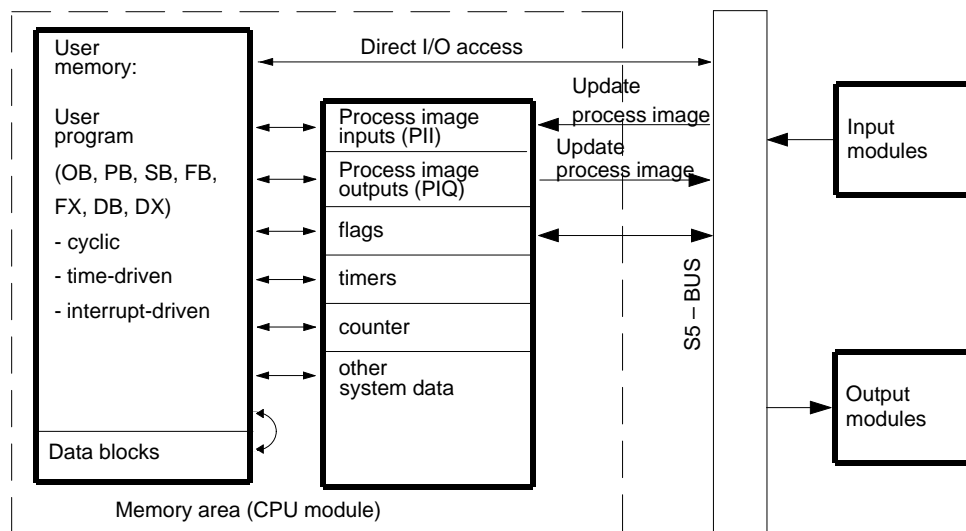 User
memory:
User
program
(OB, PB, SB, FB,
FX, DB, DX)
- cyclic
- time-driven
- interrupt-driven
Data blocks
Direct I/O access
Process image
inputs (PII)
Process image
outputs (PIQ)
flags
timers
counter
other
system data
Update
process image
Update
process image
S5 – BUS
Input
modules
Output
modules
Memory area (CPU module)